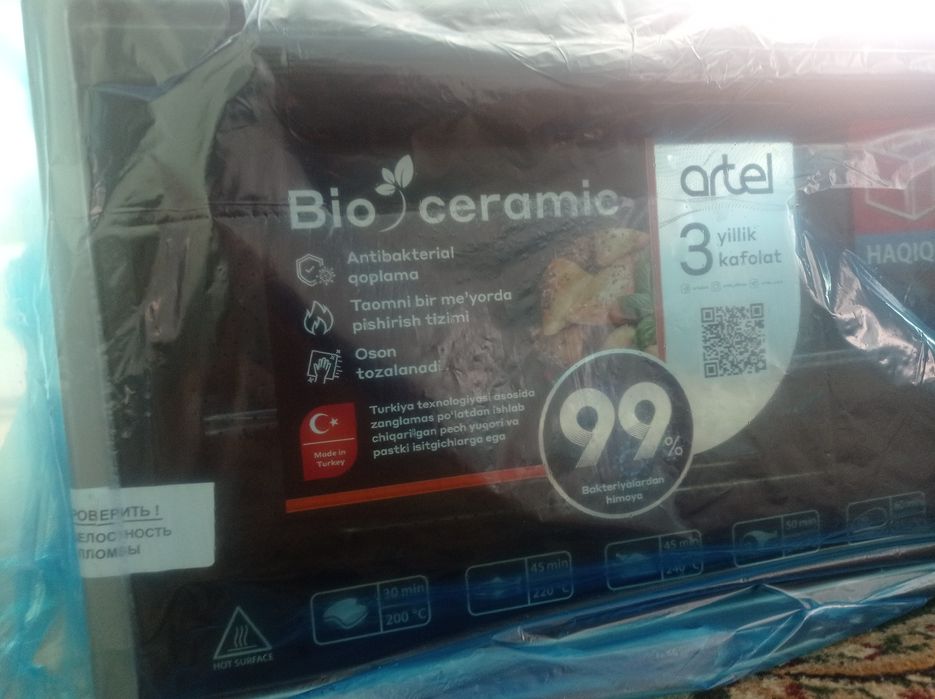 Bio ceramic
Antibakterial
qoplama
Taomni bir me'yorda
pishirish tizimi
Oson
tozalanadi
Made in
Turkey
Turkiya texnologiyasi asosida
zanglamas po'latdan ishlab
chiqarilgan pech yuqori va
pastki isitgichlarga ega
artel
3 yillik
kafolat
HAQIQ
99%
Bakteriyalardan
himoya
РОВЕРИТЬ !
ЕЛОСТНОСТЬ
ПЛОМБЫ
HOT SURFACE
30 min
200 °C
45 min
220 °C
45 min
240 °C
50 min